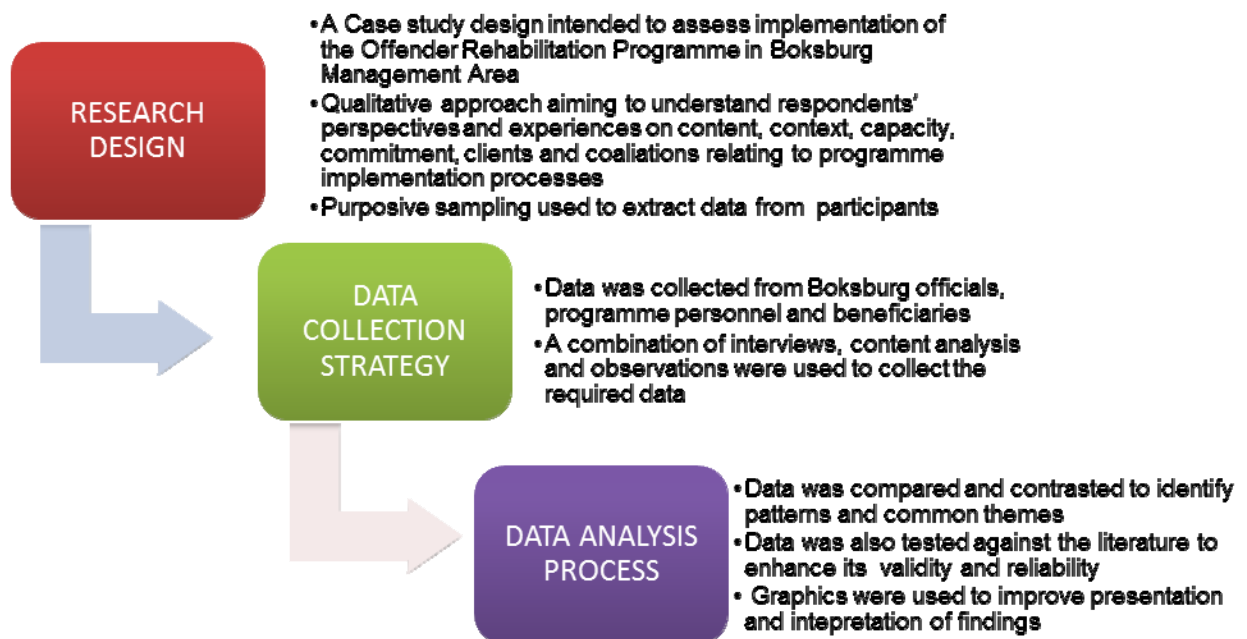 RESEARCH
DESIGN
•A Case study design intended to assess implementation of
the Offender Rehabilitation Programme in Boksburg
Management Area
•Qualitative approach aiming to understand respondents'
perspectives and experiences on content, context, capacity,
commitment, clients and coaliations relating to programme
implementation processes
•Purposive sampling used to extract data from participants
DATA
COLLECTION
STRATEGY
•Data was collected from Boksburg officials,
programme personnel and beneficiaries
•A combination of interviews, content analysis
and observations were used to collect the
required data
DATA ANALYSIS
PROCESS
•Data was compared and contrasted to identify
patterns and common themes
•Data was also tested against the literature to
enhance its validity and reliability
• Graphics were used to improve presentation
and intepretation of findings